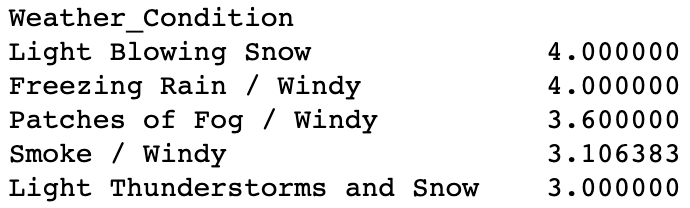 Weather_Condition
Light Blowing Snow 4.000000
Freezing Rain / Windy 4.000000
Patches of Fog / Windy 3.600000
Smoke / Windy 3.106383
Light Thunderstorms and Snow 3.000000